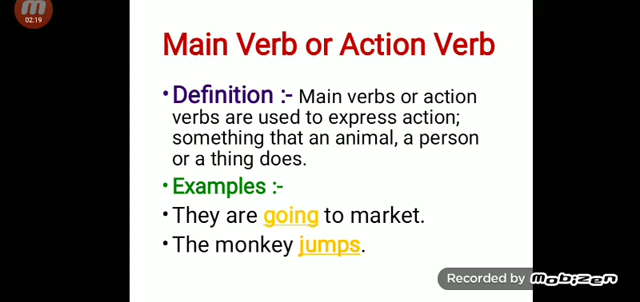 02:19
Main Verb or Action Verb
•Definition :- Main verbs or action
verbs are used to express action;
something that an animal, a person
or a thing does.
•Examples :-
•They are going to market.
•The monkey jumps.
Recorded by Mobizen